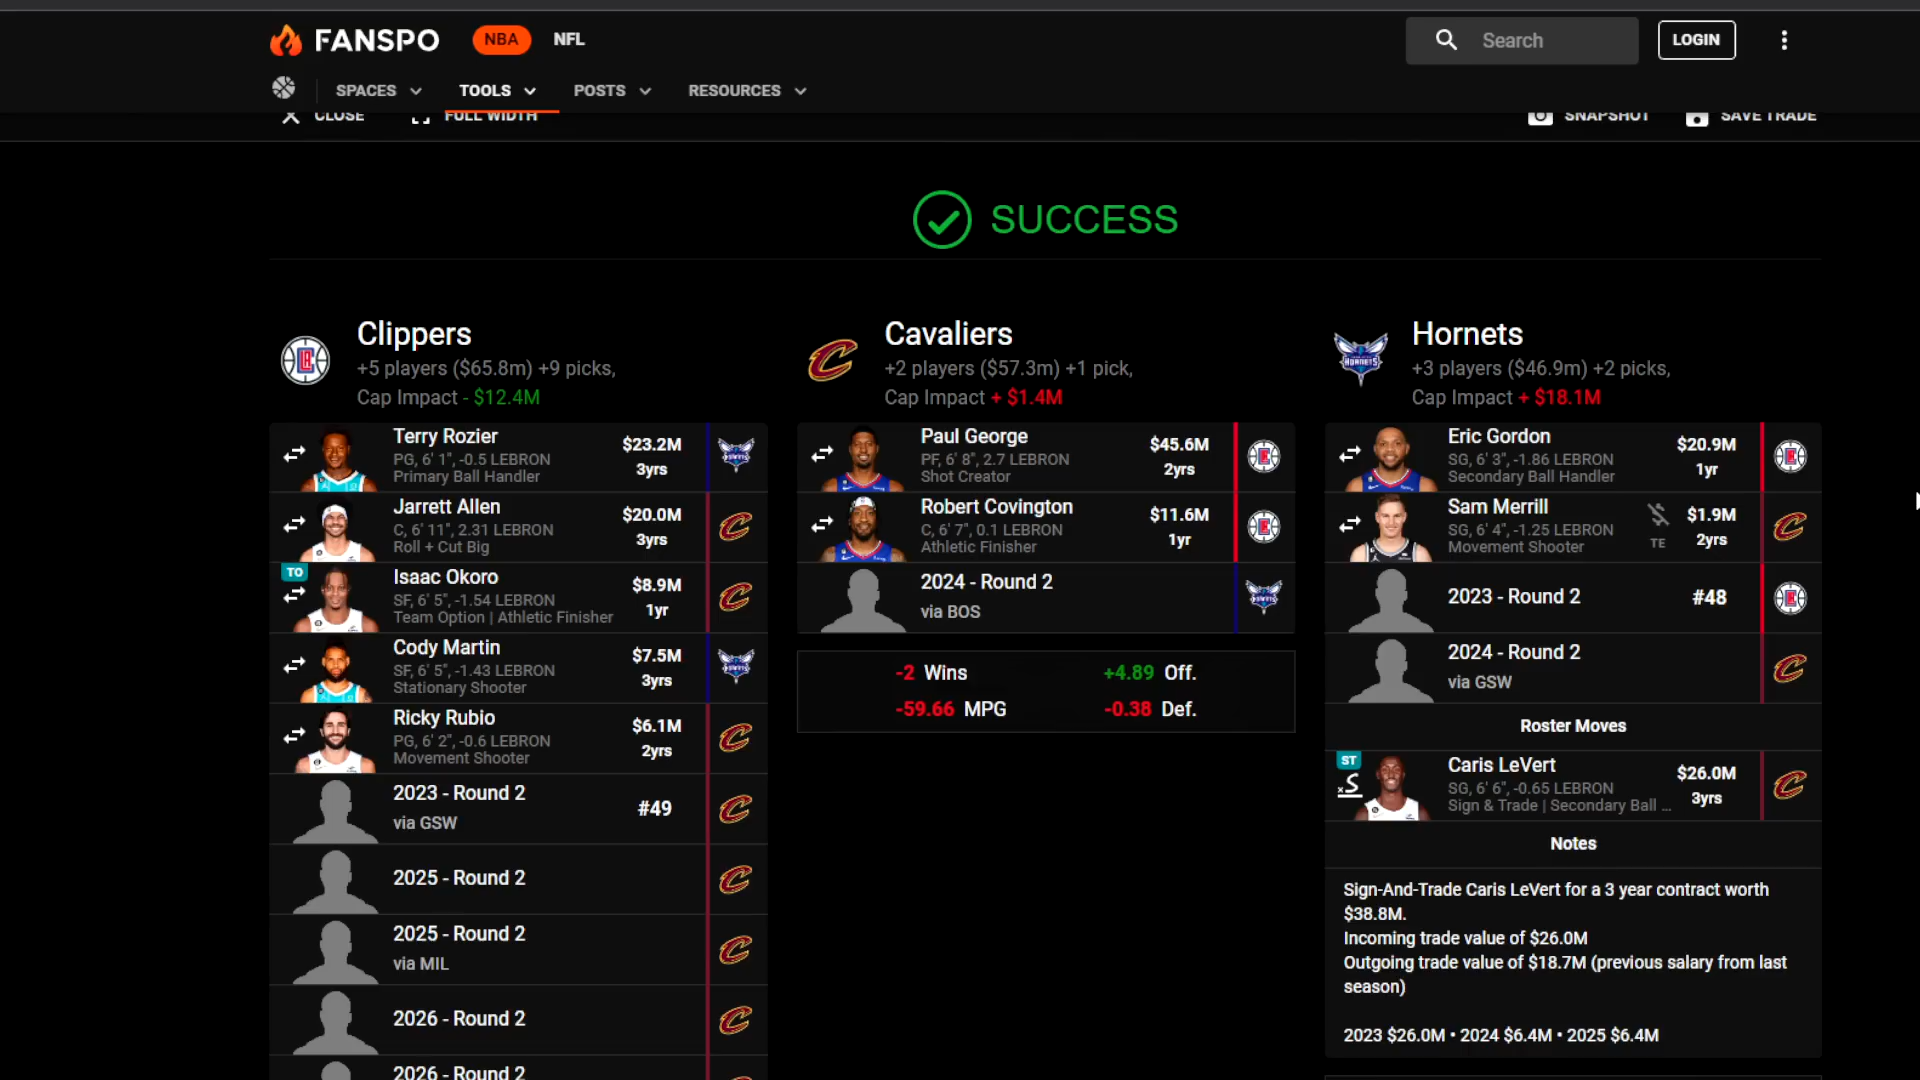 FANSPO
NBA
NFL
Search
LOGIN
SPACES
TOOLS
POSTS
RESOURCES
CLOSE
FULL WIDTH
SNAPSHOT
SAVE TRADE
SUCCESS
Clippers
+5 players ($65.8m) +9 picks,
Cap Impact - $12.4M
Terry Rozier
PG, 6' 1", -0.5 LEBRON
Primary Ball Handler
$23.2M
3yrs
Jarrett Allen
C, 6' 11", 2.31 LEBRON
Roll + Cut Big
$20.0M
3yrs
TO
Isaac Okoro
SF, 6' 5", -1.54 LEBRON
Team Option | Athletic Finisher
$8.9M
1yr
Cody Martin
SF, 6' 5", -1.43 LEBRON
Stationary Shooter
$7.5M
3yrs
Ricky Rubio
PG, 6' 2", -0.6 LEBRON
Movement Shooter
$6.1M
2yrs
2023 - Round 2
via GSW
#49
2025 - Round 2
2025 - Round 2
via MIL
2026 - Round 2
2026 - Round 2
Cavaliers
+2 players ($57.3m) +1 pick,
Cap Impact + $1.4M
Paul George
PF, 6' 8", 2.7 LEBRON
Shot Creator
$45.6M
2yrs
Robert Covington
C, 6' 7", 0.1 LEBRON
Athletic Finisher
$11.6M
1yr
2024 - Round 2
via BOS
-2 Wins
+4.89 Off.
-59.66 MPG
-0.38 Def.
Hornets
+3 players ($46.9m) +2 picks,
Cap Impact + $18.1M
Eric Gordon
SG, 6' 3", -1.86 LEBRON
Secondary Ball Handler
$20.9M
1yr
Sam Merrill
SG, 6' 4", -1.25 LEBRON
Movement Shooter
TE
$1.9M
2yrs
2023 - Round 2
#48
2024 - Round 2
via GSW
Roster Moves
ST
Caris LeVert
SG, 6' 6", -0.65 LEBRON
Sign & Trade | Secondary Ball ...
$26.0M
3yrs
Notes
Sign-And-Trade Caris LeVert for a 3 year contract worth
$38.8M.
Incoming trade value of $26.0M
Outgoing trade value of $18.7M (previous salary from last
season)
2023 $26.0M • 2024 $6.4M • 2025 $6.4M